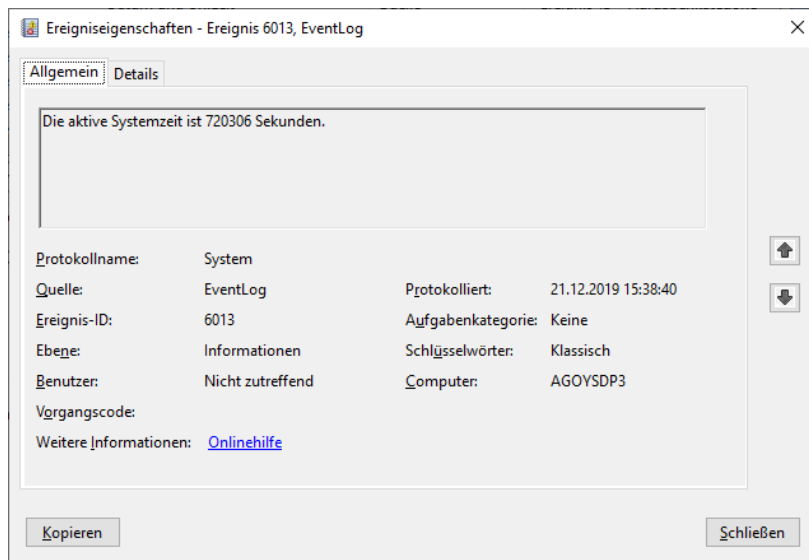 Ereigniseigenschaften - Ereignis 6013, EventLog
Allgemein Details
Die aktive Systemzeit ist 720306 Sekunden.
Protokollname: System
Quelle: EventLog Protokolliert: 21.12.2019 15:38:40
Ereignis-ID: 6013 Aufgabenkategorie: Keine
Ebene: Informationen Schlüsselwörter: Klassisch
Benutzer: Nicht zutreffend Computer: AGOYSDP3
Vorgangscode:
Weitere Informationen: Onlinehilfe
Kopieren Schließen